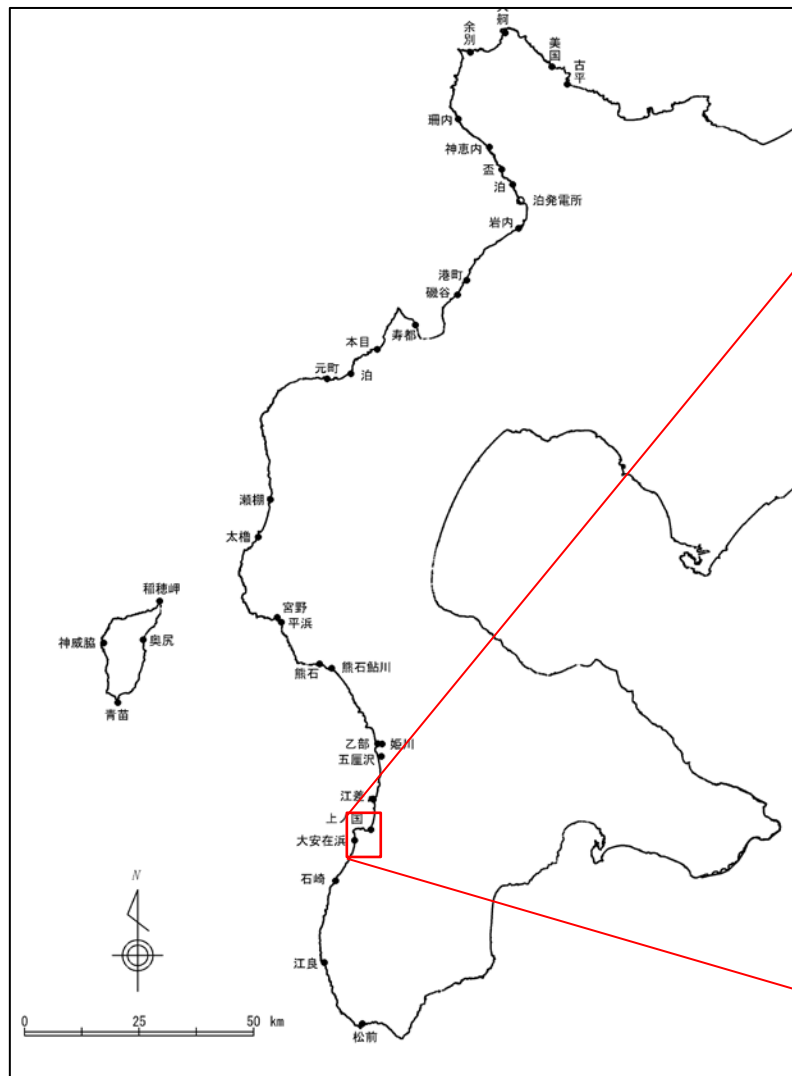 余別
美国
古平
珊内
神恵内
盃
泊
泊発電所
岩内
港町
磯谷
寿都
本目
元町
泊
瀬棚
太櫓
稲穂岬
宮野
平浜
神威脇
奥尻
熊石
熊石鮎川
青苗
乙部
姫川
五厘沢
江差
上ノ国
大安在浜
石崎
N
江良
0 25 50 km
松前